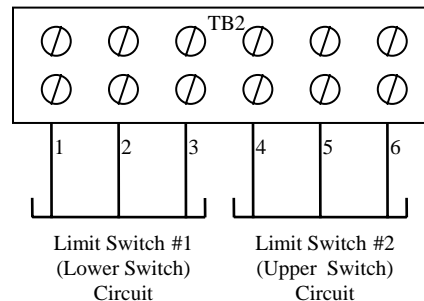 TB2
1 2 3 4 5 6
Limit Switch #1
(Lower Switch)
Circuit
Limit Switch #2
(Upper Switch)
Circuit